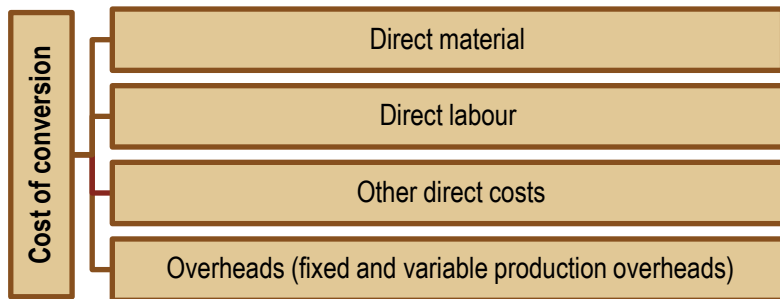 Cost of conversion
Direct material
Direct labour
Other direct costs
Overheads (fixed and variable production overheads)